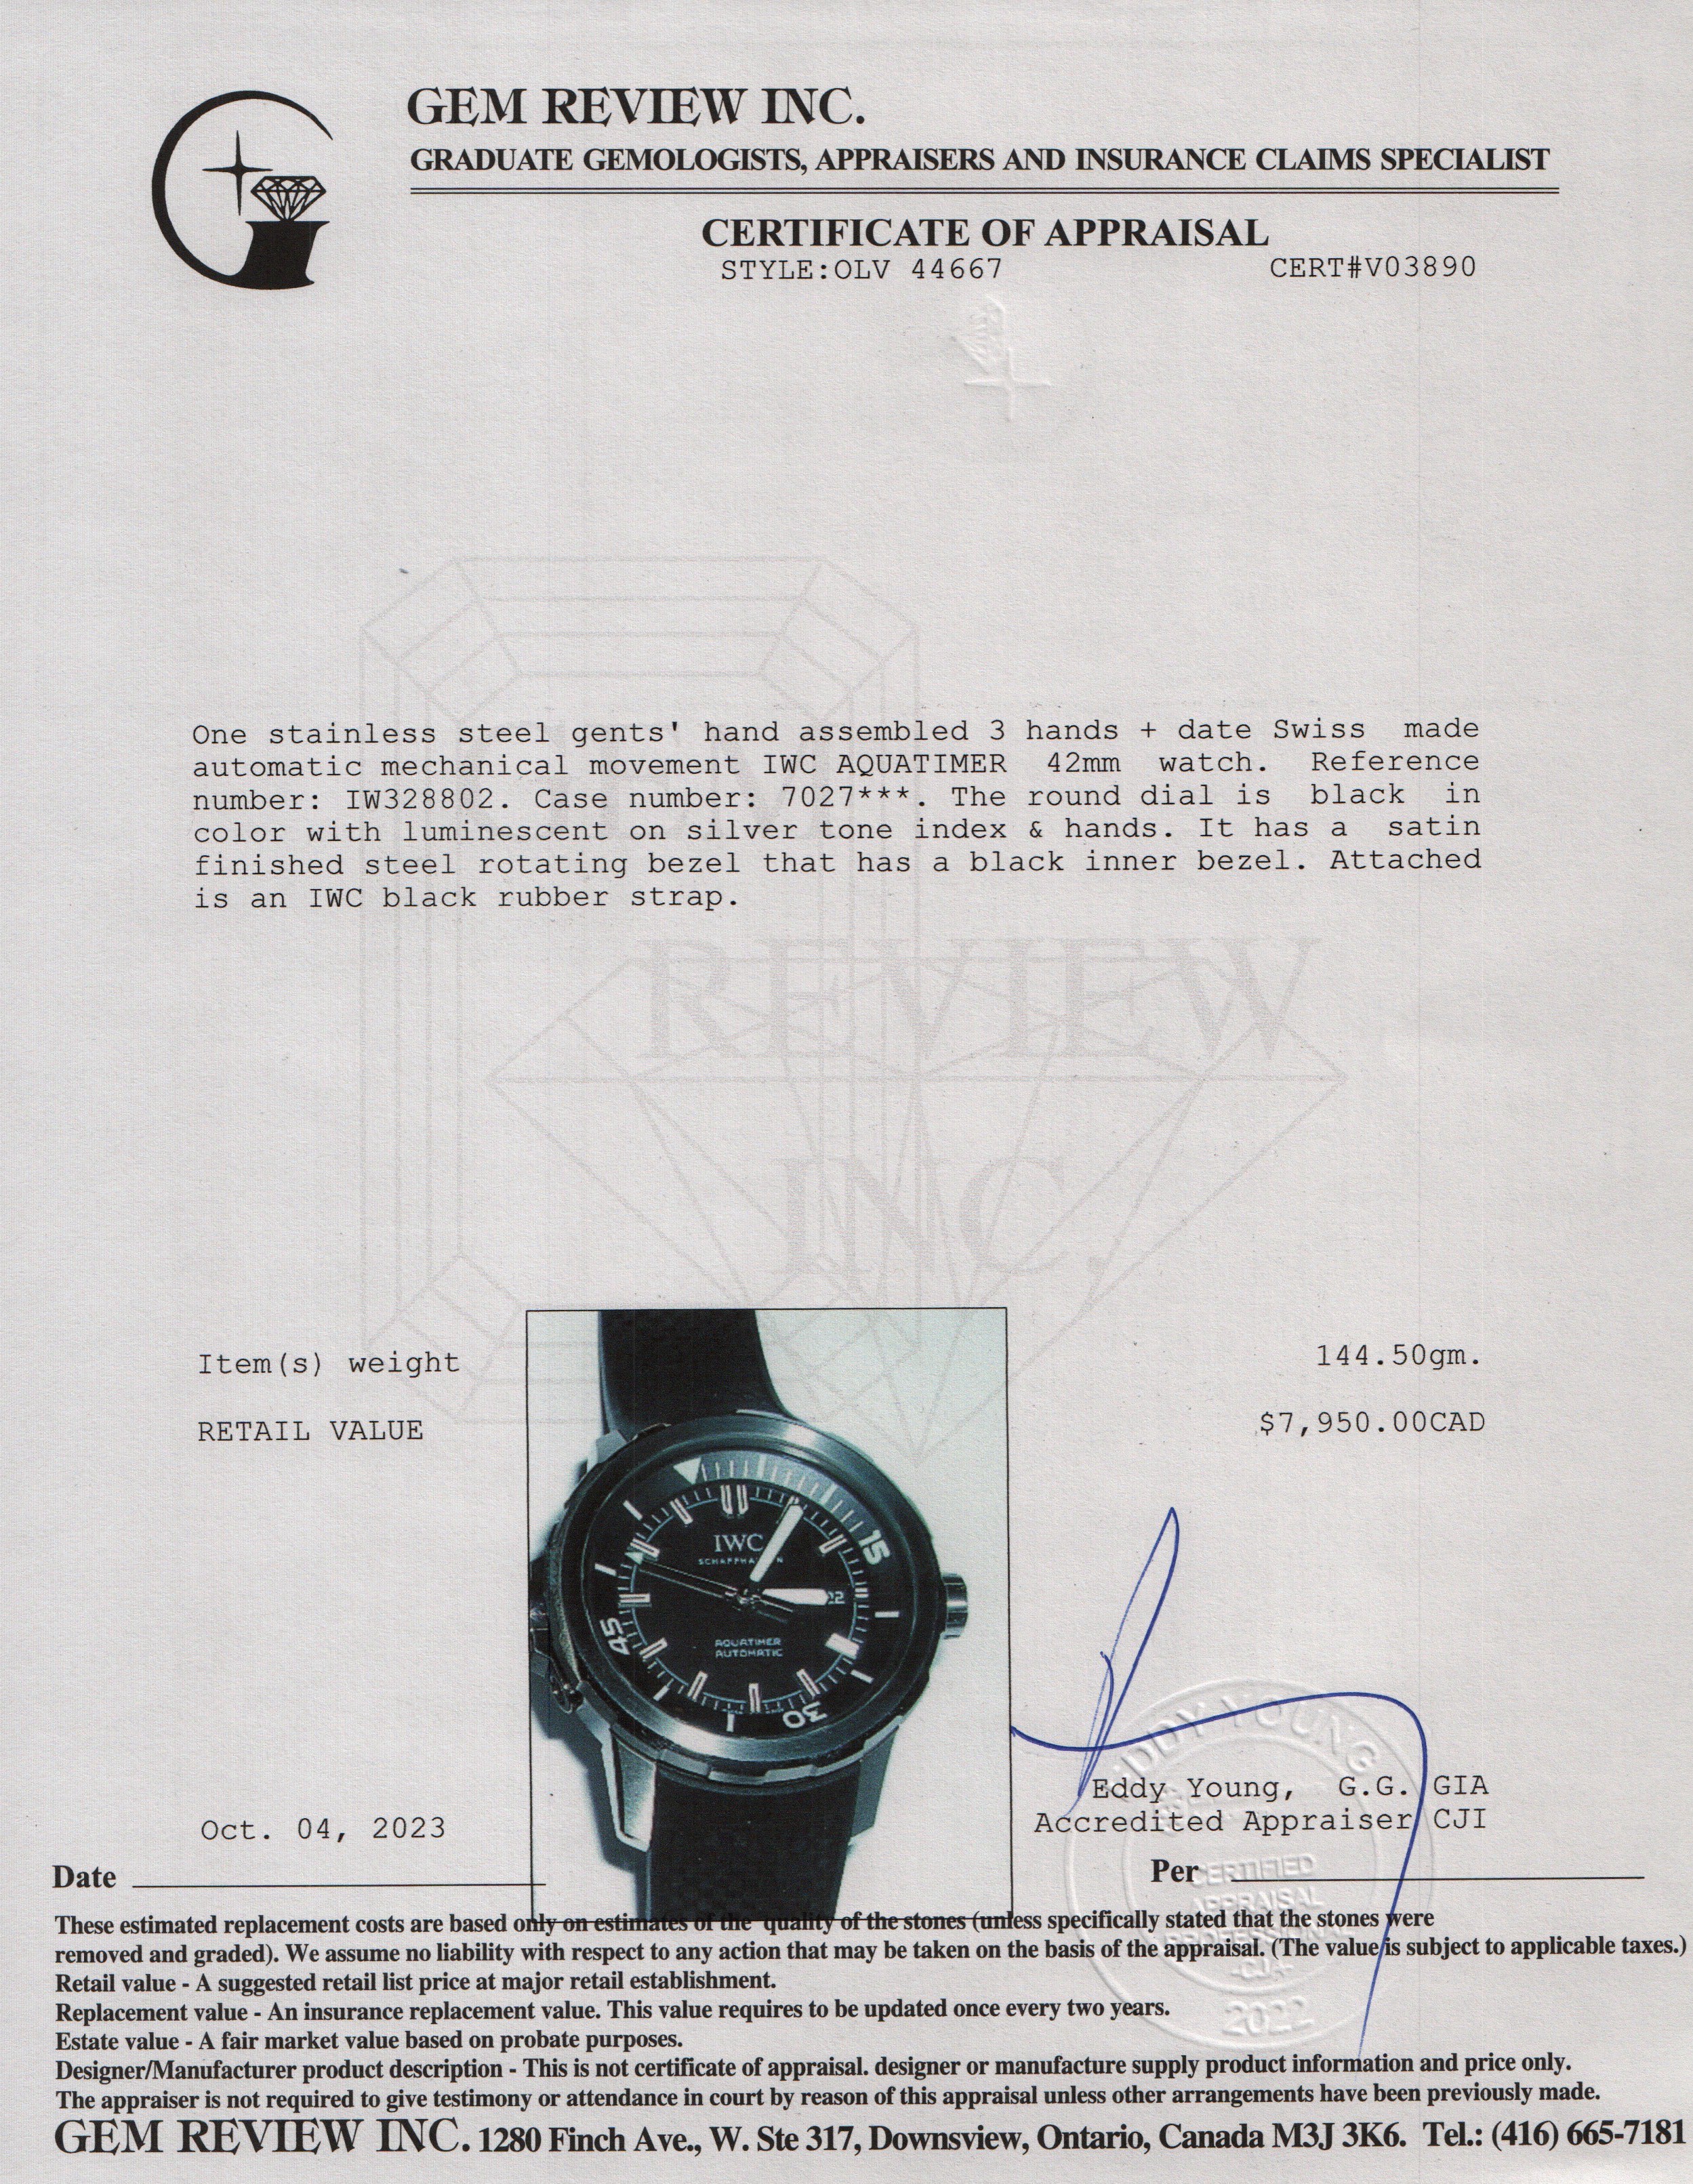 GEM REVIEW INC.
GRADUATE GEMOLOGISTS, APPRAISERS AND INSURANCE CLAIMS SPECIALIST
CERTIFICATE OF APPRAISAL
STYLE:OLV 44667 CERT#V03890
One stainless steel gents' hand assembled 3 hands + date Swiss made
automatic mechanical movement IWC AQUATIMER 42mm watch. Reference
number: IW328802. Case number: 7027***. The round dial is black in
color with luminescent on silver tone index & hands. It has a satin
finished steel rotating bezel that has a black inner bezel. Attached
is an IWC black rubber strap.
REVIEW
INC.
Item(s) weight 144.50gm.
RETAIL VALUE $7,950.00CAD
15
IWC
22
45
AQUATIMER
AUTOMATIC
30
DDY YOUNG
Eddy Young, G.G. GIA
Accredited Appraiser CJI
Oct. 04, 2023
Date
Per
CERTIFIED
APPRAISAL
PROFESSIONAL
2022
These estimated replacement costs are based only on estimates of the quality of the stones (unless specifically stated that the stones were
removed and graded). We assume no liability with respect to any action that may be taken on the basis of the appraisal. (The value is subject to applicable taxes.)
Retail value - A suggested retail list price at major retail establishment.
Replacement value - An insurance replacement value. This value requires to be updated once every two years.
Estate value - A fair market value based on probate purposes.
Designer/Manufacturer product description - This is not certificate of appraisal. designer or manufacture supply product information and price only.
The appraiser is not required to give testimony or attendance in court by reason of this appraisal unless other arrangements have been previously made.
GEM REVIEW INC. 1280 Finch Ave., W. Ste 317, Downsview, Ontario, Canada M3J 3K6. Tel.: (416) 665-7181